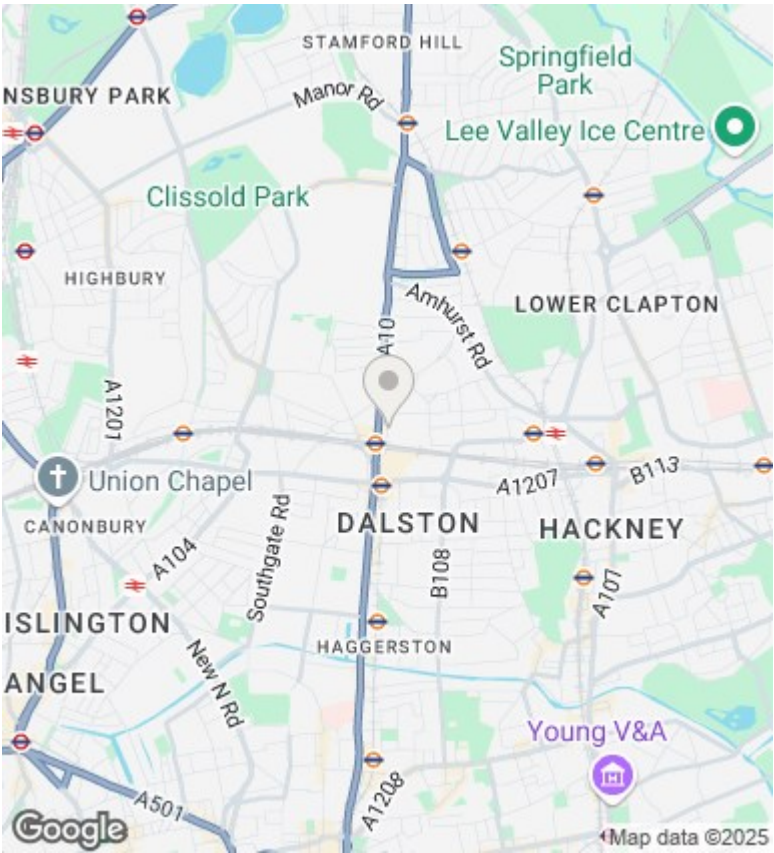 STAMFORD HILL
Springfield
Park
NSBURY PARK
Manor Rd
Lee Valley Ice Centre
Clissold Park
HIGHBURY
LOWER CLAPTON
Amhurst Rd
A10
A1201
Union Chapel
A1207
B113
CANONBURY
DALSTON
HACKNEY
A104
Southgate Rd
B108
A107
ISLINGTON
HAGGERSTON
New N Rd
ANGEL
Young V&A
A1208
A501
Google
Map data ©2025